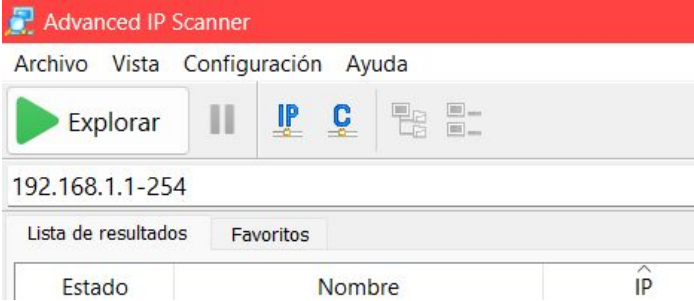 Advanced IP Scanner
Archivo Vista Configuración Ayuda
Explorar IP C
192.168.1.1-254
Lista de resultados Favoritos
Estado Nombre IP